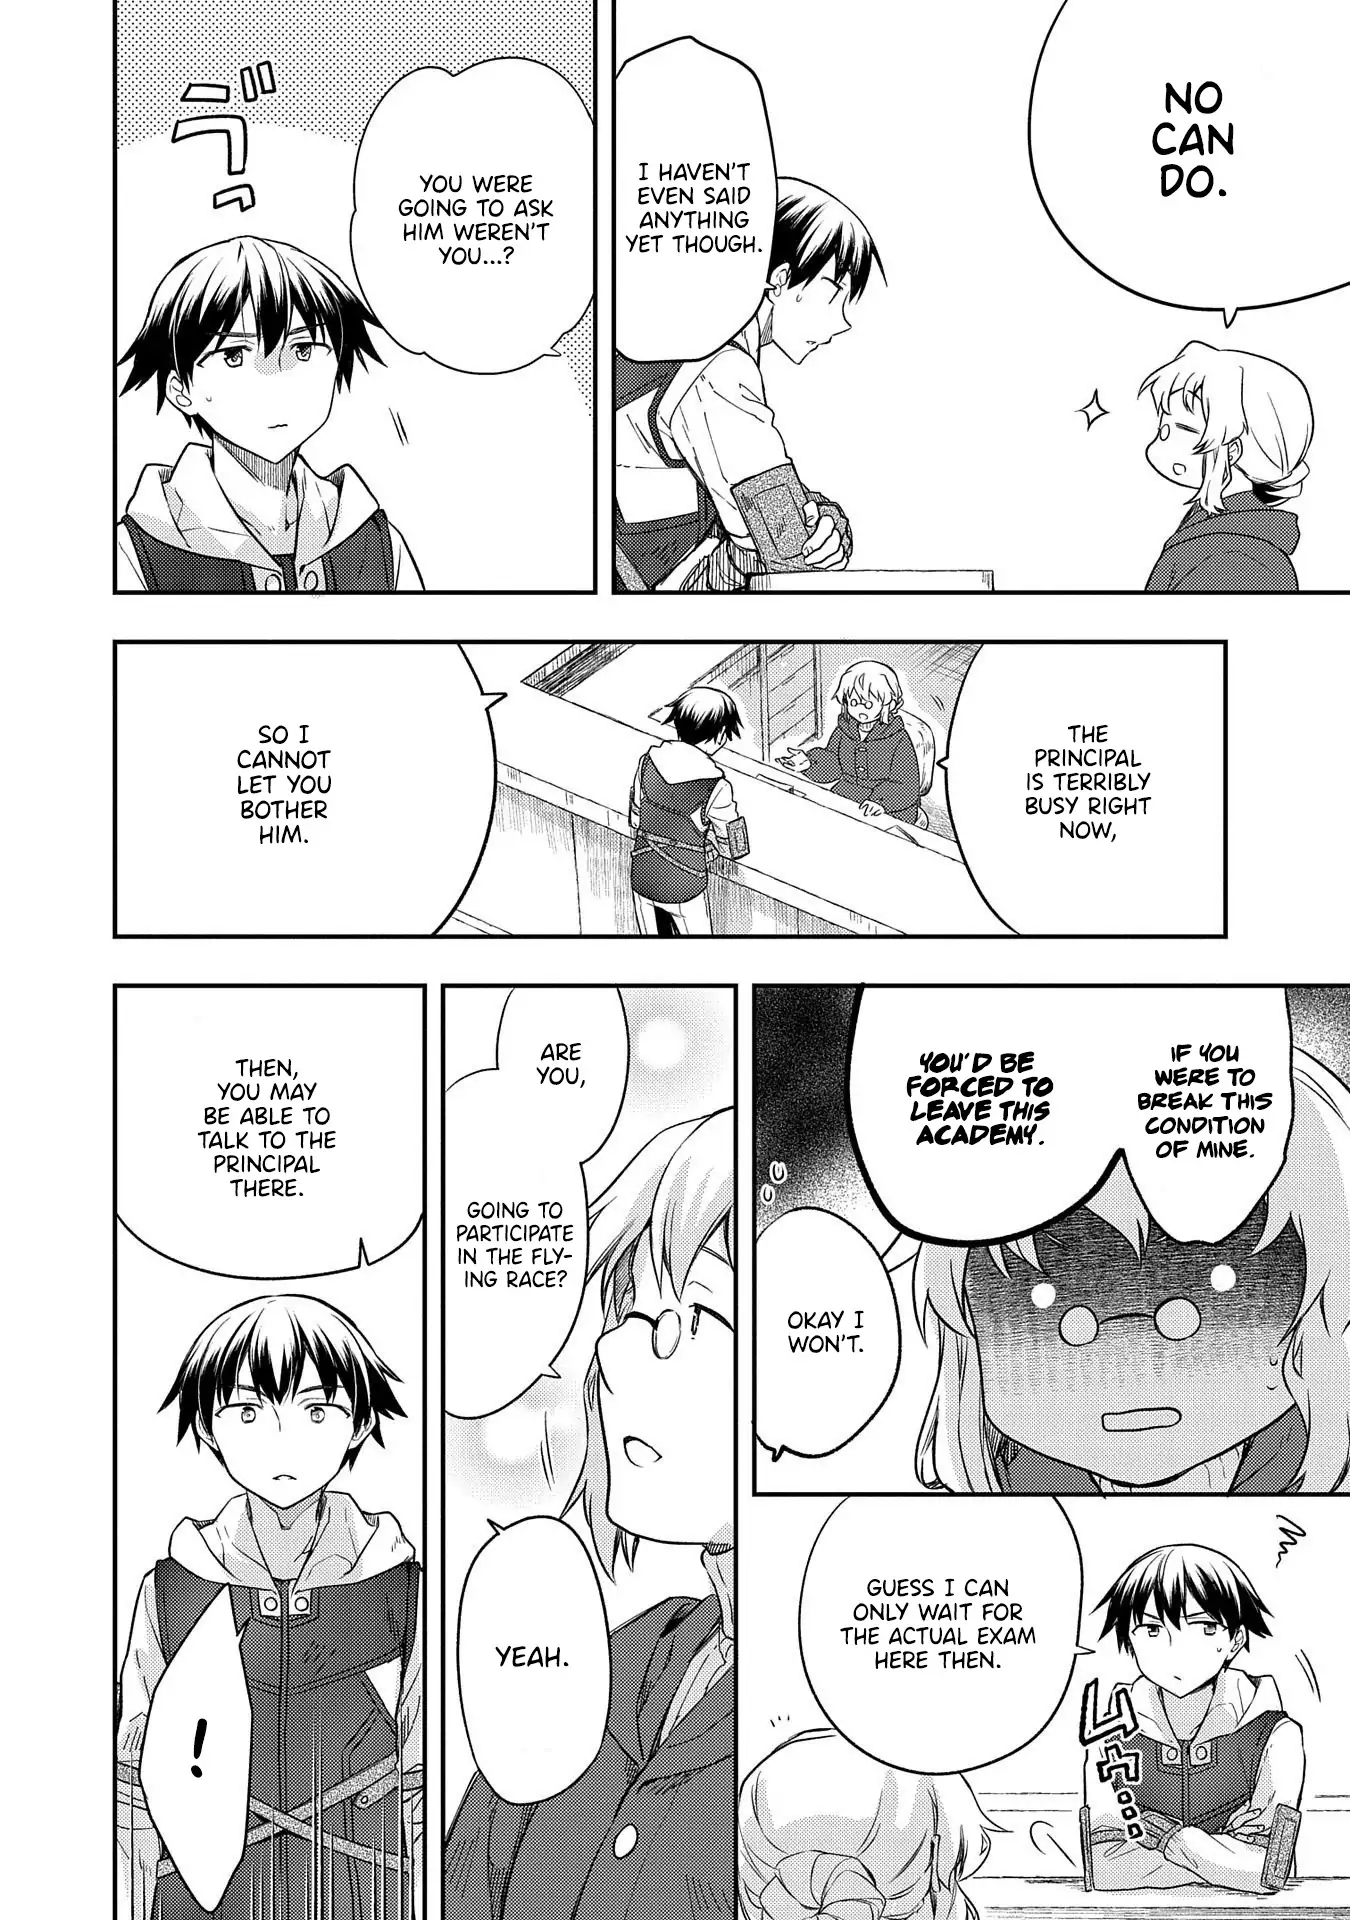 NO
CAN
DO.
I HAVEN'T
EVEN SAID
ANYTHING
YET THOUGH.
YOU WERE
GOING TO ASK
HIM WEREN'T
YOU...?
ギクッ
THE
PRINCIPAL
IS TERRIBLY
BUSY RIGHT
NOW,
SO I
CANNOT
LET YOU
BOTHER
HIM.
IF YOU
WERE TO
BREAK THIS
CONDITION
OF MINE.
YOU'D BE
FORCED TO
LEAVE THIS
ACADEMY.
OKAY I
WON'T.
GUESS I CAN
ONLY WAIT FOR
THE ACTUAL EXAM
HERE THEN.
ARE
YOU,
GOING TO
PARTICIPATE
IN THE FLY-
ING RACE?
YEAH.
THEN,
YOU MAY
BE ABLE TO
TALK TO THE
PRINCIPAL
THERE.
!